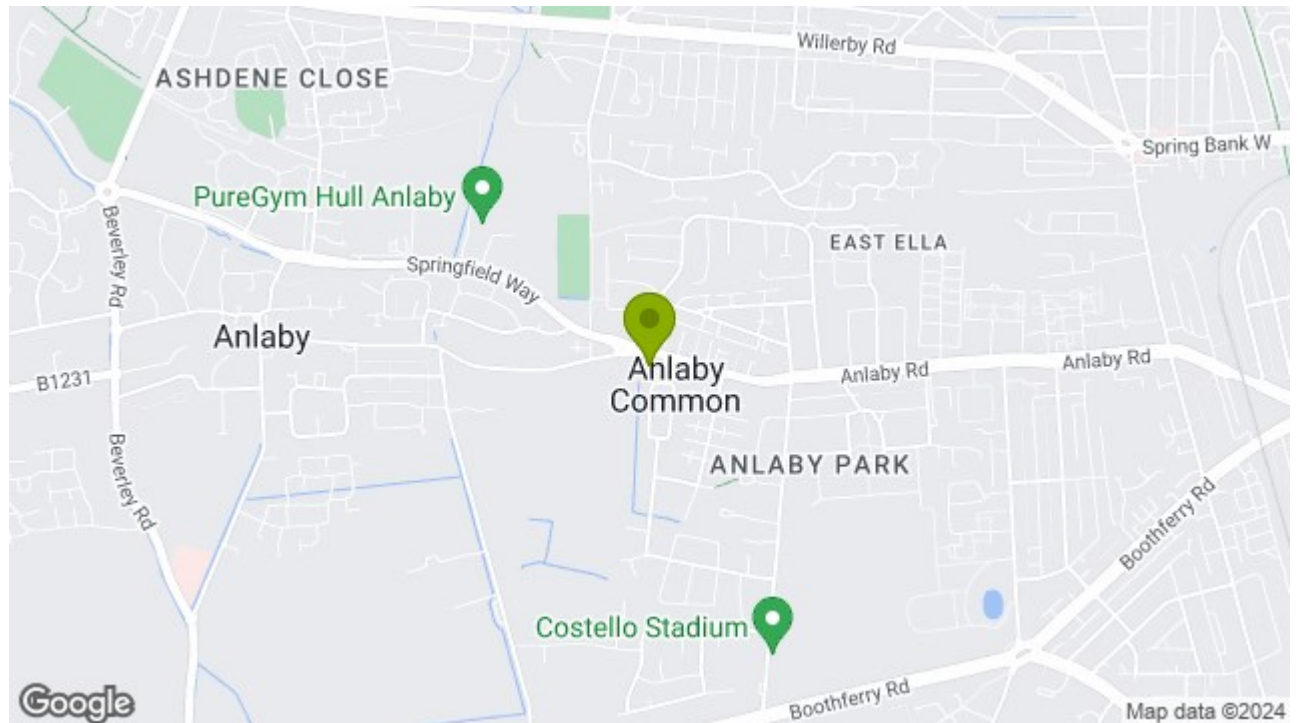 Willerby Rd
ASHDENE CLOSE
Spring Bank W
PureGym Hull Anlaby
Beverley Rd
EAST ELLA
Springfield Way
Anlaby
Anlaby Rd
Anlaby
Common
Anlaby Rd
B1231
ANLABY PARK
Beverley Rd
Boothferry Rd
Costello Stadium
Boothferry Rd
Google
Map data ©2024